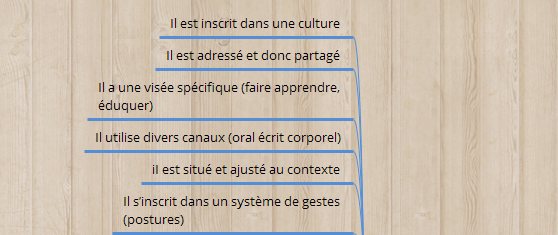 Il est inscrit dans une culture
Il est adressé et donc partagé
Il a une visée spécifique (faire apprendre,
éduquer)
Il utilise divers canaux (oral écrit corporel)
il est situé et ajusté au contexte
Il s'inscrit dans un système de gestes
(postures)